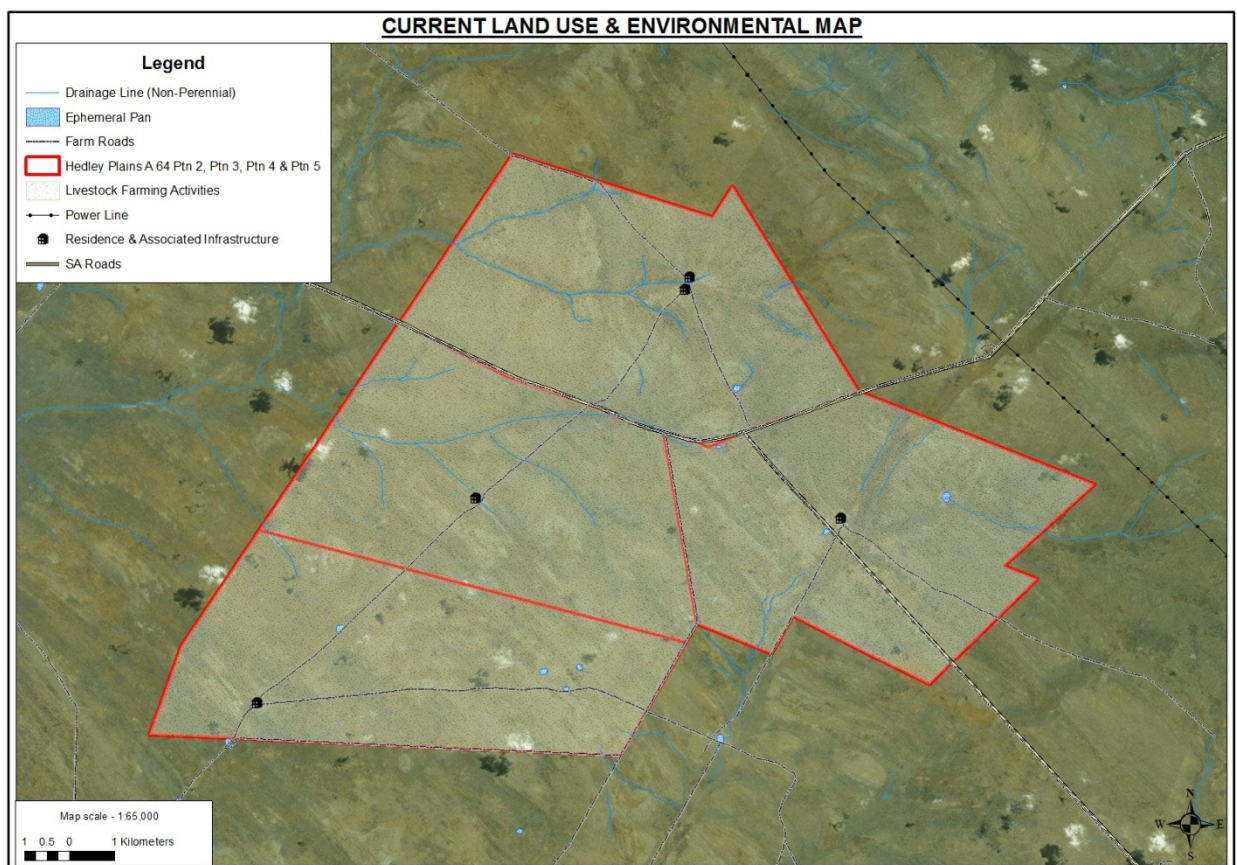 CURRENT LAND USE & ENVIRONMENTAL MAP
Legend
Drainage Line (Non-Perennial)
Ephemeral Pan
Farm Roads
Hedley Plains A 64 Ptn 2, Ptn 3, Ptn 4 & Ptn 5
Livestock Farming Activities
Power Line
Residence & Associated Infrastructure
SA Roads
Map scale - 1:65,000
1 0.5 0 1 Kilometers
N
W E
S